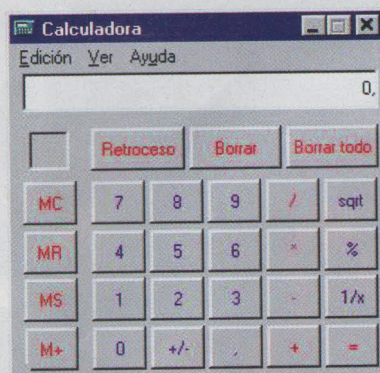 Calculadora
Edición Ver Ayuda
0,
Retroceso Borrar Borrar todo
MC 7 8 9 / sqrt
MR 4 5 6 * %
MS 1 2 3 - 1/x
M+ 0 +/- , + =